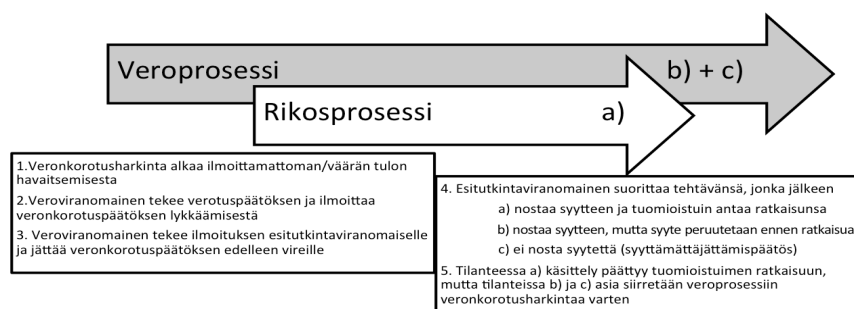 Veroprosessi
b) + c)
Rikosprosessi
a)
1.Veronkorotusharkinta alkaa ilmoittamattoman/väärän tulon
havaitsemisesta
2.Veroviranomainen tekee verotuspäätöksen ja ilmoittaa
veronkorotuspäätöksen lykkäämisestä
3. Veroviranomainen tekee ilmoituksen esitutkintaviranomaiselle
ja jättää veronkorotuspäätöksen edelleen vireille
4. Esitutkintaviranomainen suorittaa tehtävänsä, jonka jälkeen
a) nostaa syytteen ja tuomioistuin antaa ratkaisunsa
b) nostaa syytteen, mutta syyte peruutetaan ennen ratkaisua
c) ei nosta syytettä (syyttämättäjättämispäätös)
5. Tilanteessa a) käsittely päättyy tuomioistuimen ratkaisuun,
mutta tilanteissa b) ja c) asia siirretään veroprosessiin
veronkorotusharkintaa varten